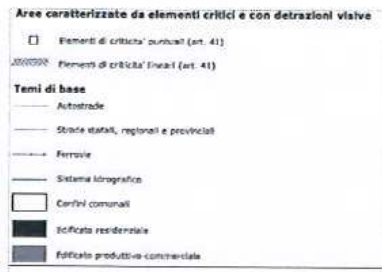 Aree caratterizzate da elementi critici e con detrazioni visive
Elementi di criticita' puntuali (art. 41)
Elementi di criticita' lineari (art. 41)
Temi di base
Autostrade
Strade statali, regionali e provinciali
Ferrovie
Sistema idrografico
Confini comunali
Edificato residenziale
Edificato produttivo-commerciale